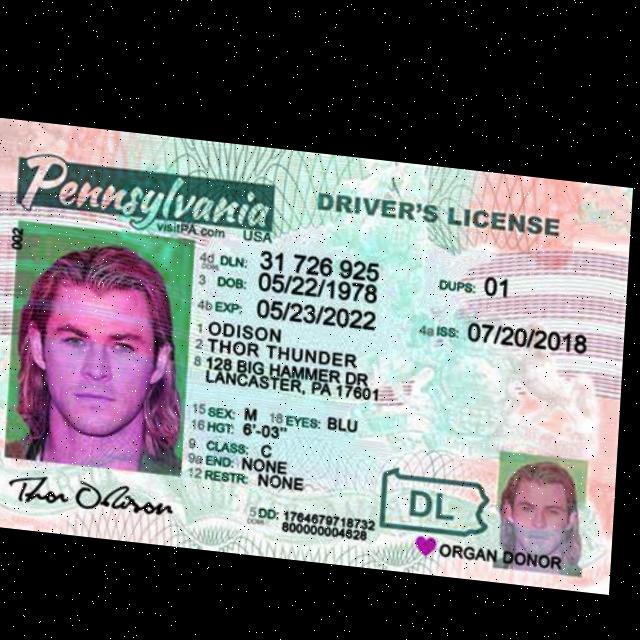 Pennsylvania
visitPA.com USA
DRIVER'S LICENSE
002
4d DLN: 31 726 925
DUPS: 01
3 DOB: 05/22/1978
4b EXP: 05/23/2022
4a ISS: 07/20/2018
1 ODISON
2 THOR THUNDER
8 128 BIG HAMMER DR
LANCASTER, PA 17601
15 SEX: M 18 EYES: BLU
16 HGT: 6'-03"
9 CLASS: C
9a END: NONE
12 RESTR: NONE
Thor Odison
5 DD: 1764679718732
800000004628
DL
ORGAN DONOR